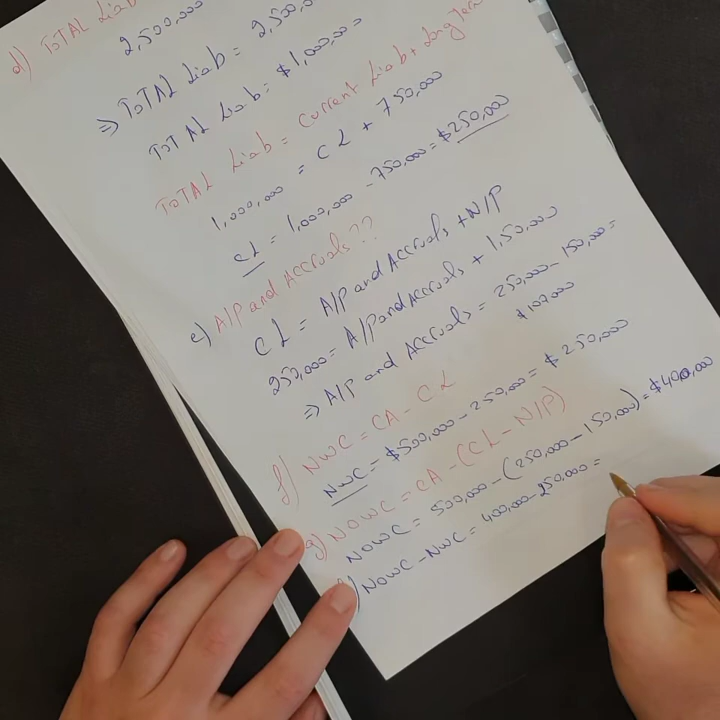 d) TOTAL Liab
2,500,000
⇒ TOTAL Liab = 2,500,0
TOTAL Liab = $1,000,000
TOTAL Liab = Current Liab + Long Ter
1,000,000 = CL + 750,000
CL = 1,000,000 - 750,000 = $250,000
e) A/P and Accruals??
CL = A/P and Accruals + N/P
250,000 = A/P and Accruals + 1,50,000
⇒ A/P and Accruals = 250,000 - 150,000 =
$100,000
f) NWC = CA - CL
NWC = $500,000 - 250,000 = $250,000
g) NOWC = CA - (CL - N/P)
NOWC = 500,000 - (250,000 - 150,000) = $400,000
NOWC - NWC = 400,000 - 250,000 =